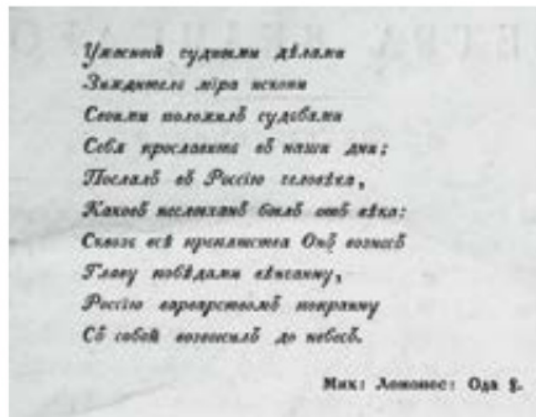 Ужасный чудными дѣлами
Зиждитель міра искони
Своими положилъ судьбами
Себя прославить въ наши дни;
Послалъ въ Россію человѣка,
Каковъ неслыханъ былъ отъ вѣка:
Сквозь всѣ препятства Онъ вознесъ
Главу побѣдами вѣнчанну,
Россію варварствомъ попранну
Съ собой возвысилъ до небесъ.
Мих: Ломонос: Ода 8.